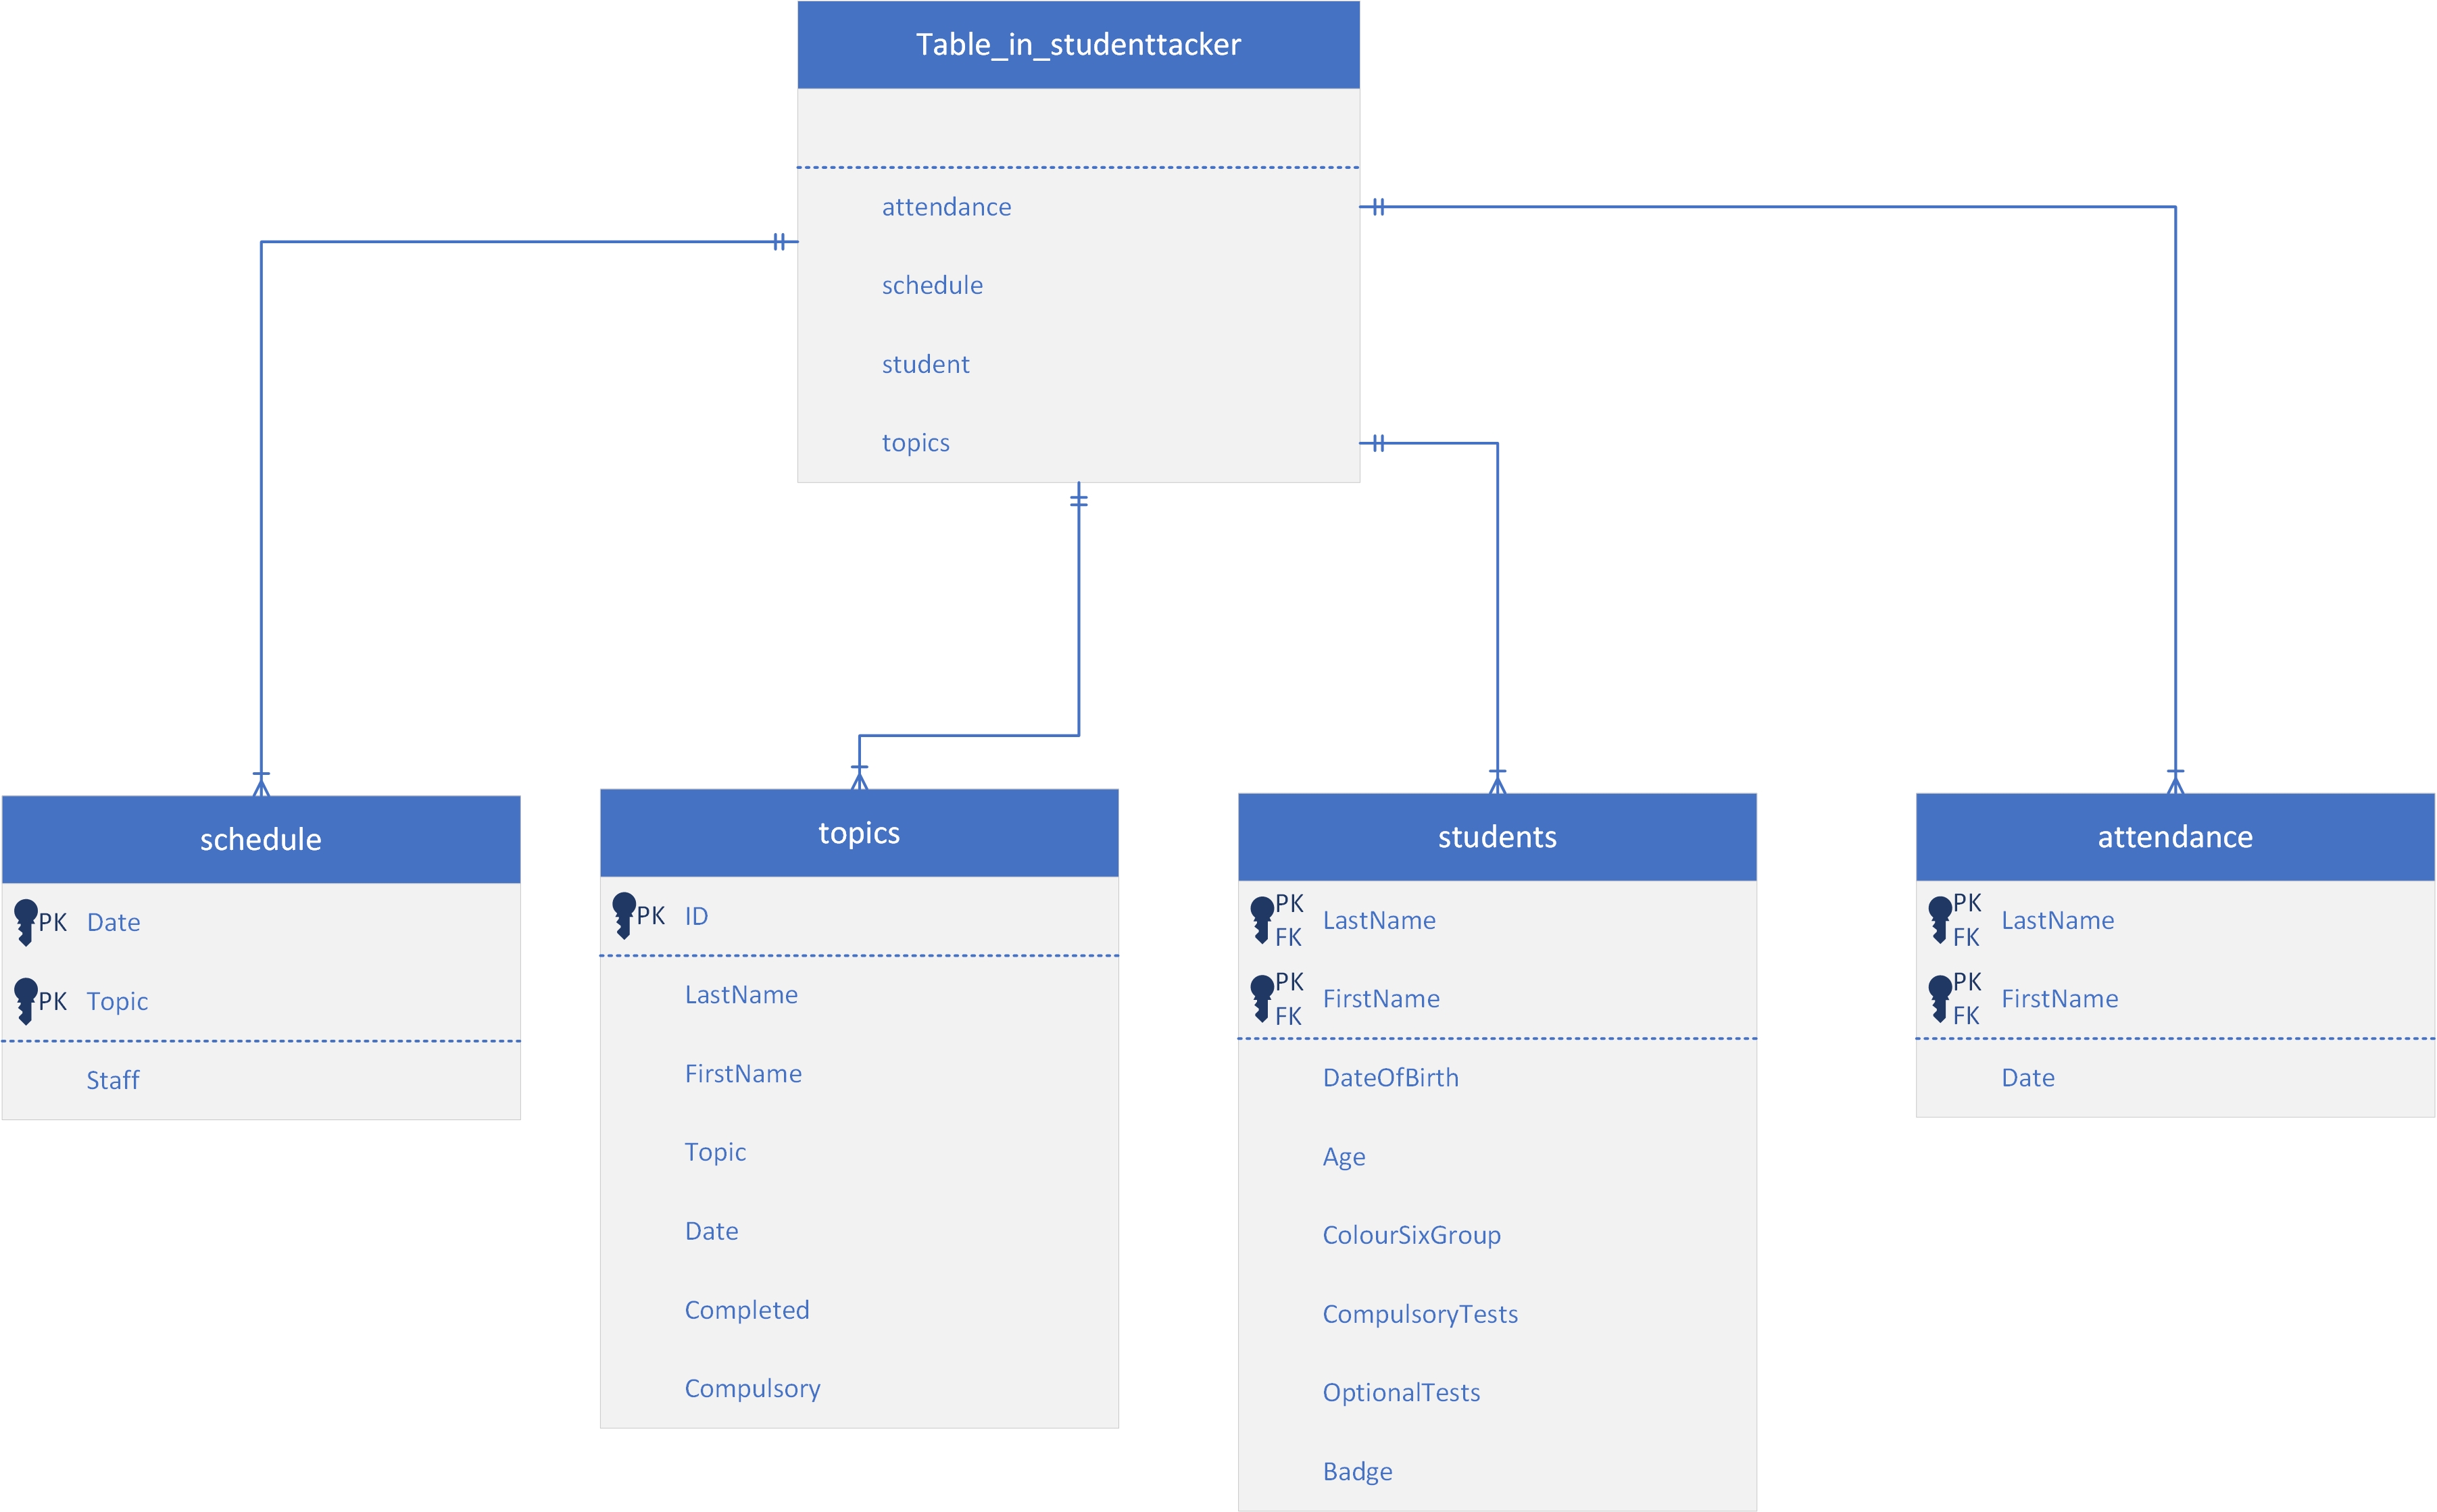 Table_in_studenttacker
attendance
schedule
student
topics
schedule
PK Date
PK Topic
Staff
topics
PK ID
LastName
FirstName
Topic
Date
Completed
Compulsory
students
PK
FK
LastName
PK
FK
FirstName
DateOfBirth
Age
ColourSixGroup
CompulsoryTests
OptionalTests
Badge
attendance
PK
FK
LastName
PK
FK
FirstName
Date